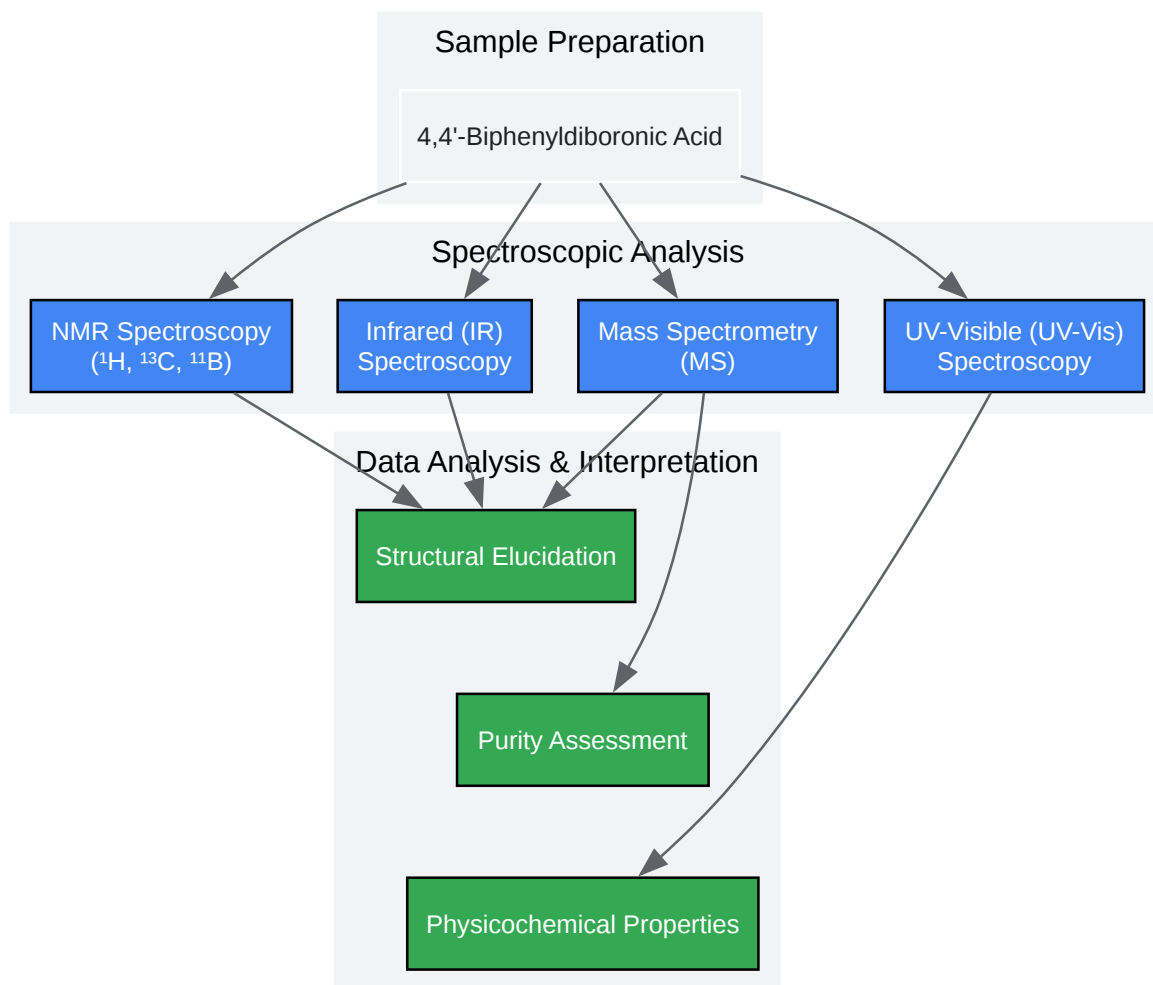 Sample Preparation
4,4'-Biphenyldiboronic Acid
Spectroscopic Analysis
NMR Spectroscopy
(¹H, ¹³C, ¹¹B)
Infrared (IR)
Spectroscopy
Mass Spectrometry
(MS)
UV-Visible (UV-Vis)
Spectroscopy
Data Analysis & Interpretation
Structural Elucidation
Purity Assessment
Physicochemical Properties